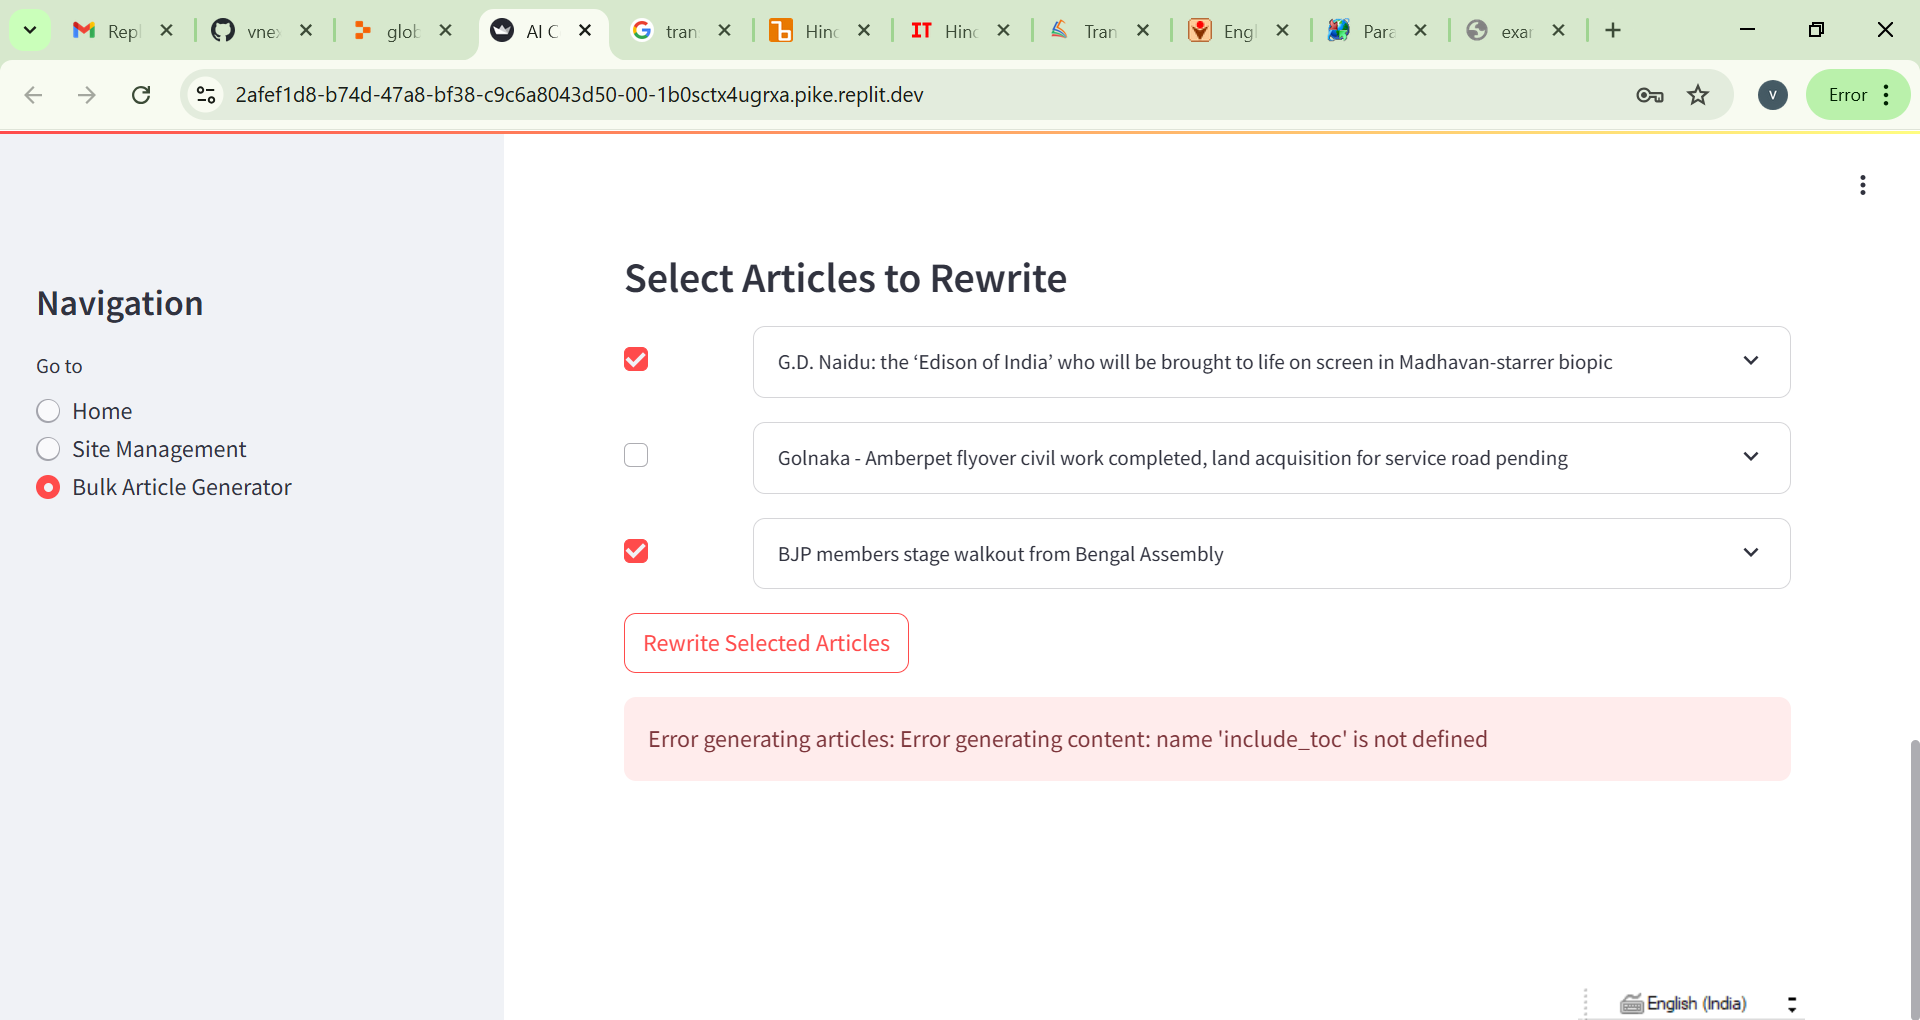 Repl
vnex
glob
AI C
tran
Hind
Hind
Tran
Engl
Para
exar
2afef1d8-b74d-47a8-bf38-c9c6a8043d50-00-1b0sctx4ugrxa.pike.replit.dev
V
Error
Navigation
Go to
Home
Site Management
Bulk Article Generator
Select Articles to Rewrite
G.D. Naidu: the ‘Edison of India’ who will be brought to life on screen in Madhavan-starrer biopic
Golnaka - Amberpet flyover civil work completed, land acquisition for service road pending
BJP members stage walkout from Bengal Assembly
Rewrite Selected Articles
Error generating articles: Error generating content: name 'include_toc' is not defined
English (India)